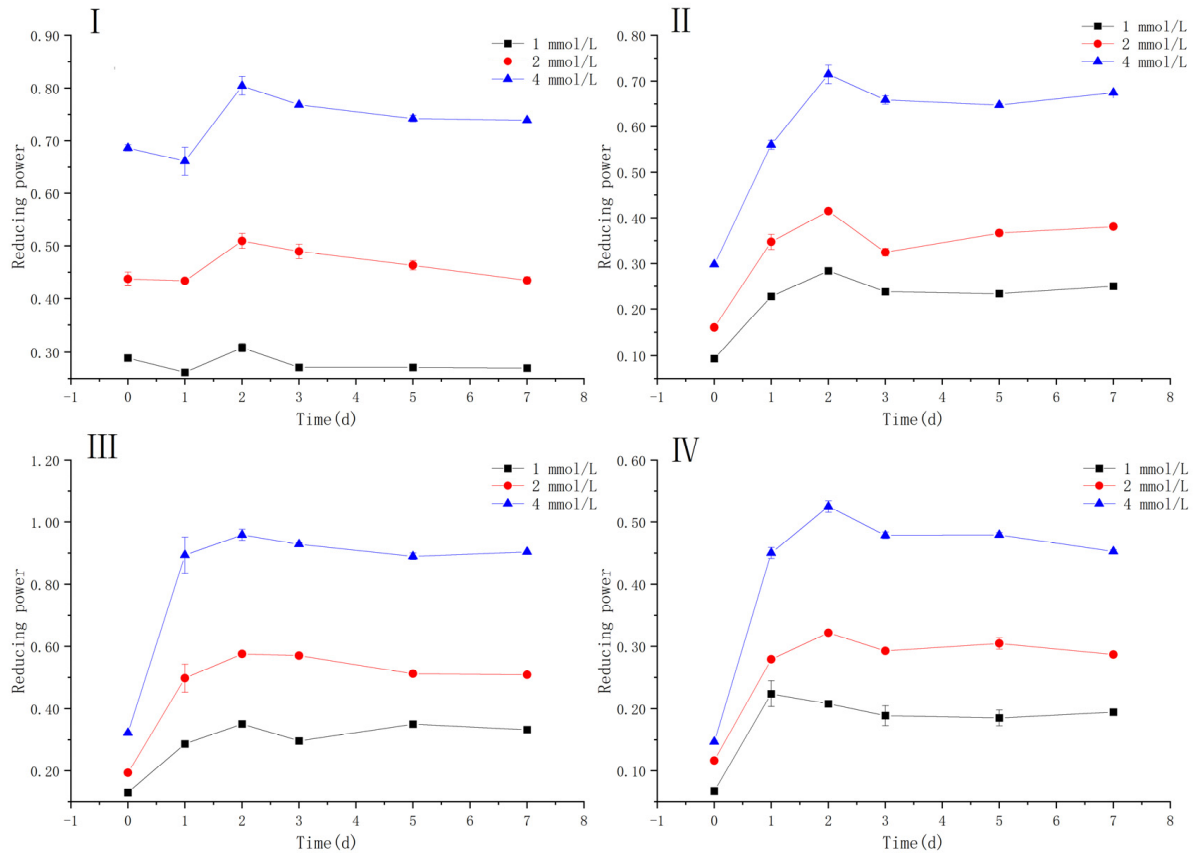 I
0.90
0.80
0.70
0.60
0.50
0.40
0.30
Reducing power
-1 0 1 2 3 4 5 6 7 8
Time(d)
1 mmol/L
2 mmol/L
4 mmol/L
II
0.80
0.70
0.60
0.50
0.40
0.30
0.20
0.10
Reducing power
-1 0 1 2 3 4 5 6 7 8
Time(d)
1 mmol/L
2 mmol/L
4 mmol/L
III
1.20
1.00
0.80
0.60
0.40
0.20
Reducing power
-1 0 1 2 3 4 5 6 7 8
Time(d)
1 mmol/L
2 mmol/L
4 mmol/L
IV
0.60
0.50
0.40
0.30
0.20
0.10
Reducing power
-1 0 1 2 3 4 5 6 7 8
Time(d)
1 mmol/L
2 mmol/L
4 mmol/L